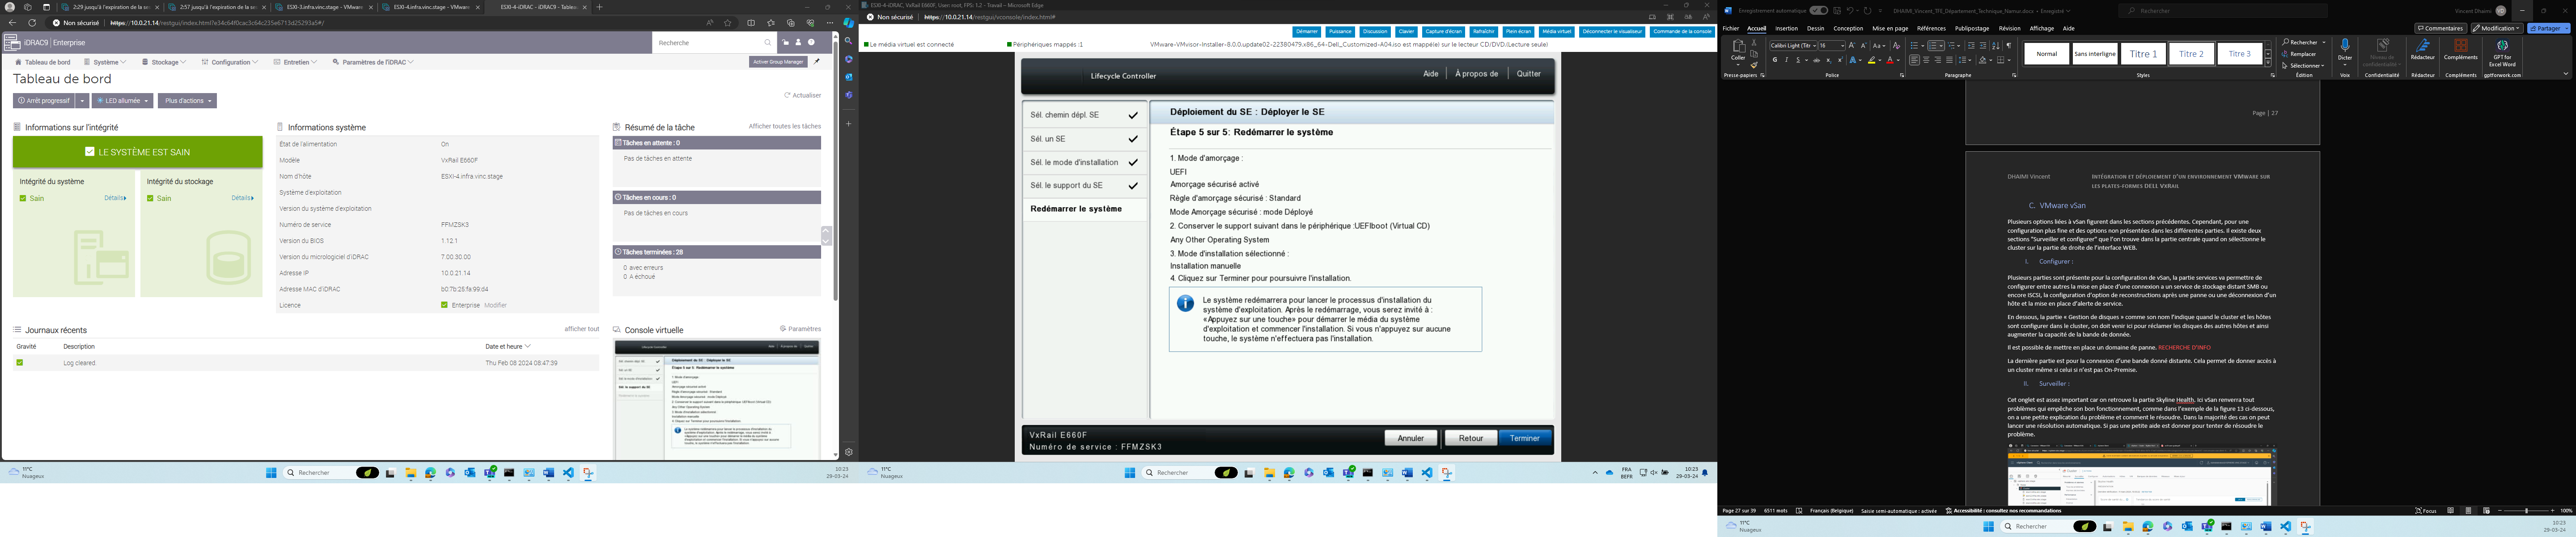 2:29 jusqu'à l'expiration de la se
2:57 jusqu'à l'expiration de la se
ESXI-3.infra.vinc.stage - VMware
ESXI-4.infra.vinc.stage - VMware
ESXI-4-iDRAC - iDRAC9 - Tableau
Non sécurisé
https://10.0.21.14/restgui/index.html?e34c64f0cac3c64c235e6713d25293a5#/
iDRAC9 | Enterprise
Recherche
Tableau de bord
Système
Stockage
Configuration
Entretien
Paramètres de l'iDRAC
Activer Group Manager
Tableau de bord
Arrêt progressif
LED allumée
Plus d'actions
Actualiser
Informations sur l'intégrité
LE SYSTÈME EST SAIN
Intégrité du système
Sain
Détails
Intégrité du stockage
Sain
Détails
Informations système
État de l'alimentation On
Modèle VxRail E660F
Nom d'hôte ESXI-4.infra.vinc.stage
Système d'exploitation
Version du système d'exploitation
Numéro de service FFMZSK3
Version du BIOS 1.12.1
Version du micrologiciel d'iDRAC 7.00.30.00
Adresse IP 10.0.21.14
Adresse MAC d'iDRAC b0:7b:25:fa:99:d4
Licence Enterprise Modifier
Résumé de la tâche
Afficher toutes les tâches
Tâches en attente : 0
Pas de tâches en attente
Tâches en cours : 0
Pas de tâches en cours
Tâches terminées : 28
0 avec erreurs
0 A échoué
Journaux récents
afficher tout
Gravité Description Date et heure
Log cleared. Thu Feb 08 2024 08:47:39
Console virtuelle
Paramètres
11°C
Nuageux
Rechercher
10:23
29-03-24
ESXI-4-iDRAC, VxRail E660F, User: root, FPS: 1.2 - Travail – Microsoft Edge
Non sécurisé
https://10.0.21.14/restgui/vconsole/index.html#
Démarrer
Puissance
Discussion
Clavier
Capture d'écran
Rafraîchir
Plein écran
Média virtuel
Déconnecter le visualiseur
Commande de la console
Le média virtuel est connecté
Périphériques mappés :1
VMware-VMvisor-Installer-8.0.0.update02-22380479.x86_64-Dell_Customized-A04.iso est mappé(e) sur le lecteur CD/DVD.(Lecture seule)
Lifecycle Controller
Aide
À propos de
Quitter
Sél. chemin dépl. SE
Sél. un SE
Sél. le mode d'installation
Sél. le support du SE
Redémarrer le système
Déploiement du SE : Déployer le SE
Étape 5 sur 5: Redémarrer le système
1. Mode d'amorçage :
UEFI
Amorçage sécurisé activé
Règle d'amorçage sécurisé : Standard
Mode Amorçage sécurisé : mode Déployé
2. Conserver le support suivant dans le périphérique :UEFIboot (Virtual CD)
Any Other Operating System
3. Mode d'installation sélectionné :
Installation manuelle
4. Cliquez sur Terminer pour poursuivre l'installation.
Le système redémarrera pour lancer le processus d'installation du
système d'exploitation. Après le redémarrage, vous serez invité à :
«Appuyez sur une touche» pour démarrer le média du système
d'exploitation et commencer l'installation. Si vous n'appuyez sur aucune
touche, le système n'effectuera pas l'installation.
VxRail E660F
Numéro de service : FFMZSK3
Annuler
Retour
Terminer
11°C
Nuageux
Rechercher
FRA
BEFR
10:23
29-03-24
Enregistrement automatique
DHAIMI_Vincent_TFE_Département_Technique_Namur.docx • Enregistré
Rechercher
Vincent Dhaimi
Fichier
Accueil
Insertion
Dessin
Conception
Mise en page
Références
Publipostage
Révision
Affichage
Aide
Commentaires
Modification
Partager
Coller
Calibri Light (Titr
16
Normal
Sans interligne
Titre 1
Titre 2
Titre 3
Rechercher
Remplacer
Sélectionner
Dicter
Niveau de
confidentialité
Rédacteur
Compléments
GPT for
Excel Word
Presse-papiers
Police
Paragraphe
Styles
Édition
Voix
Confidentialité
Rédacteur
Compléments
gptforwork.com
Page | 27
DHAIMI Vincent
INTÉGRATION ET DÉPLOIEMENT D'UN ENVIRONNEMENT VMWARE SUR
LES PLATES-FORMES DELL VXRAIL
C. VMware vSan
Plusieurs options liées à vSan figurent dans les sections précédentes. Cependant, pour une
configuration plus fine et des options non présentées dans les différentes parties. Il existe deux
sections "Surveiller et configurer" que l'on trouve dans la partie centrale quand on sélectionne le
cluster sur la partie de droite de l'interface WEB.
I. Configurer :
Plusieurs parties sont présente pour la configuration de vSan, la partie services va permettre de
configurer entre autres la mise en place d'une connexion a un service de stockage distant SMB ou
encore ISCSI, la configuration d'option de reconstructions après une panne ou une déconnexion d'un
hôte et la mise en place d'alerte de service.
En dessous, la partie « Gestion de disques » comme son nom l'indique quand le cluster et les hôtes
sont configurer dans le cluster, on doit venir ici pour réclamer les disques des autres hôtes et ainsi
augmenter la capacité de la bande de donnée.
Il est possible de mettre en place un domaine de panne. RECHERCHE D'INFO
La dernière partie est pour la connexion d'une bande donné distante. Cela permet de donner accès à
un cluster même si celui si n'est pas On-Premise.
II. Surveiller :
Cet onglet est assez important car on retrouve la partie Skyline Health. Ici vSan renverra tout
problèmes qui empêche son bon fonctionnement, comme dans l'exemple de la figure 13 ci-dessous,
on a une petite explication du problème et comment le résoudre. Dans la majorité des cas on peut
lancer une résolution automatique. Si pas une petite aide est donner pour tenter de résoudre le
problème.
Page 27 sur 39
6511 mots
Français (Belgique)
Saisie semi-automatique : activée
Accessibilité : consultez nos recommandations
Focus
100%
11°C
Nuageux
Rechercher
10:23
29-03-24